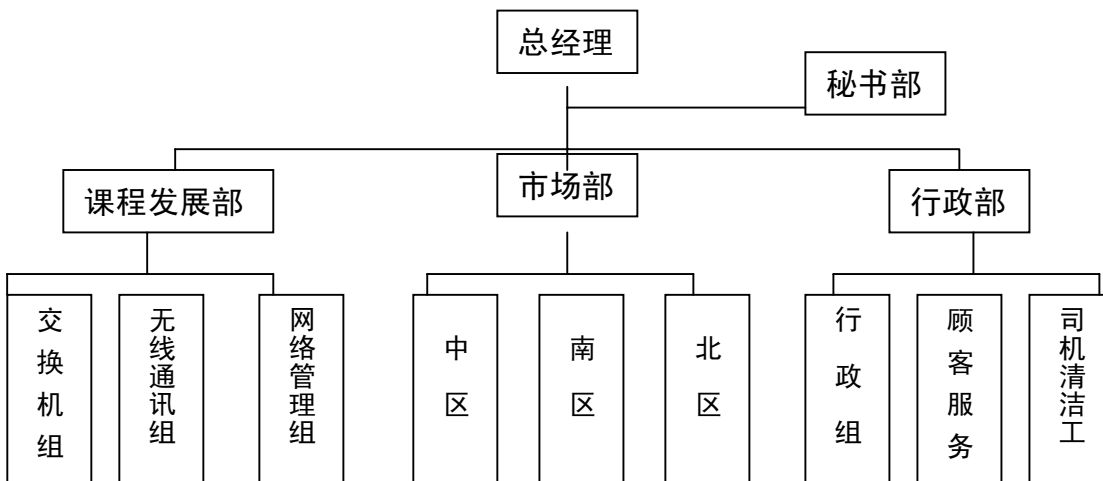 总经理
秘书部
课程发展部
市场部
行政部
交换机组
无线通讯组
网络管理组
中区
南区
北区
行政组
顾客服务
司机清洁工